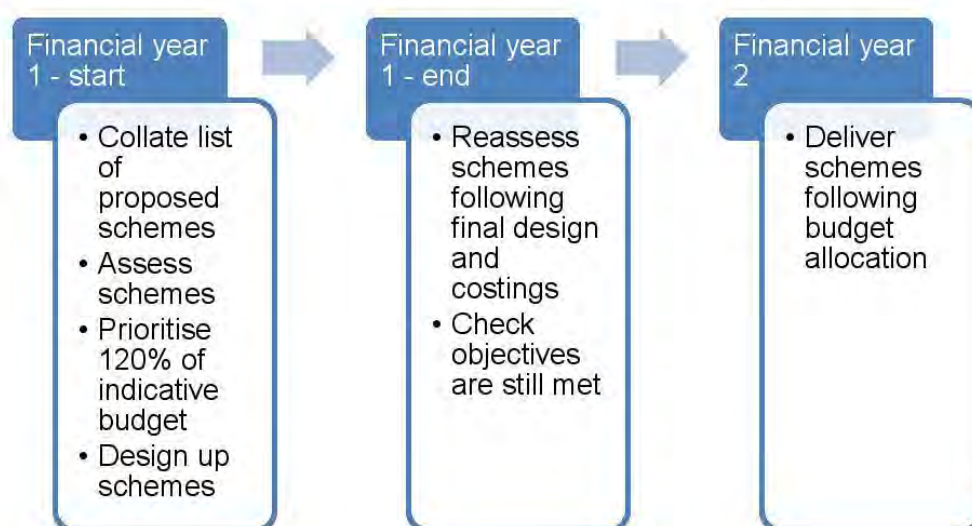 Financial year
1 - start
• Collate list
of
proposed
schemes
• Assess
schemes
• Prioritise
120% of
indicative
budget
• Design up
schemes
Financial year
1 - end
• Reassess
schemes
following
final design
and
costings
• Check
objectives
are still met
Financial year
2
• Deliver
schemes
following
budget
allocation